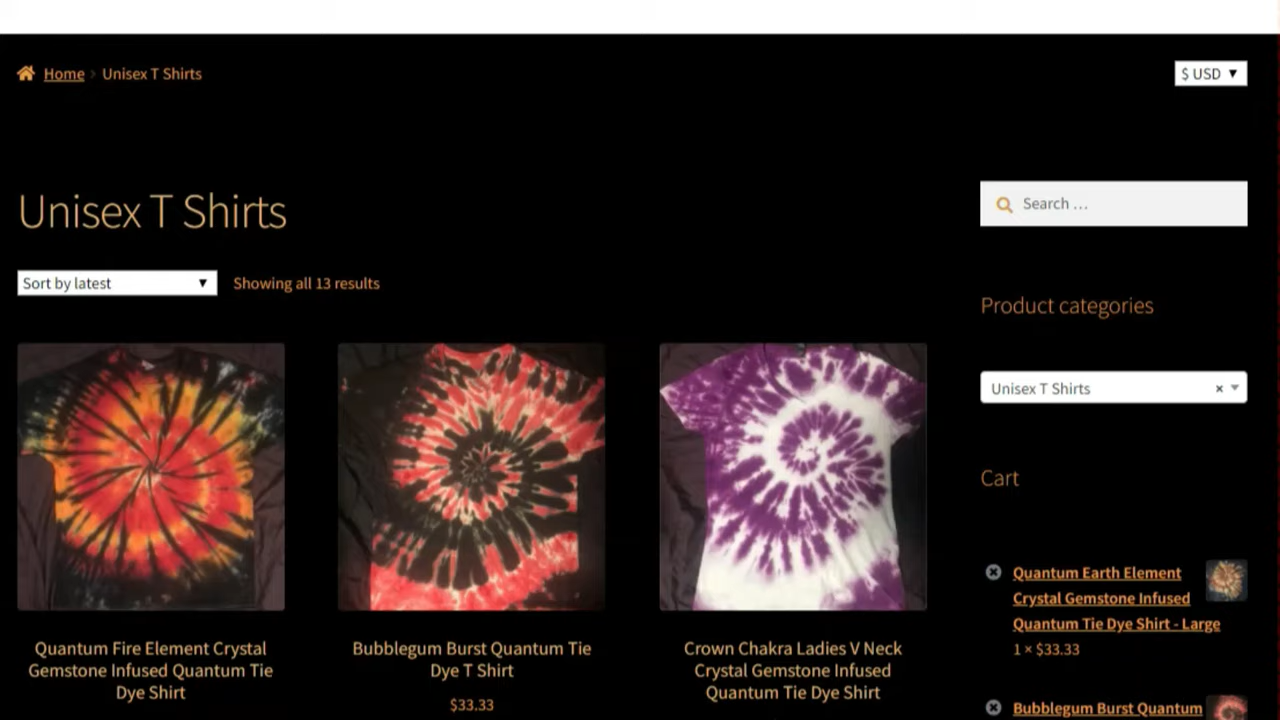 Home › Unisex T Shirts
$ USD ▼
Unisex T Shirts
Search …
Sort by latest ▼
Showing all 13 results
Product categories
Unisex T Shirts ×
Cart
Quantum Earth Element
Crystal Gemstone Infused
Quantum Tie Dye Shirt - Large
1 × $33.33
Bubblegum Burst Quantum
Quantum Fire Element Crystal
Gemstone Infused Quantum Tie
Dye Shirt
Bubblegum Burst Quantum Tie
Dye T Shirt
$33.33
Crown Chakra Ladies V Neck
Crystal Gemstone Infused
Quantum Tie Dye Shirt